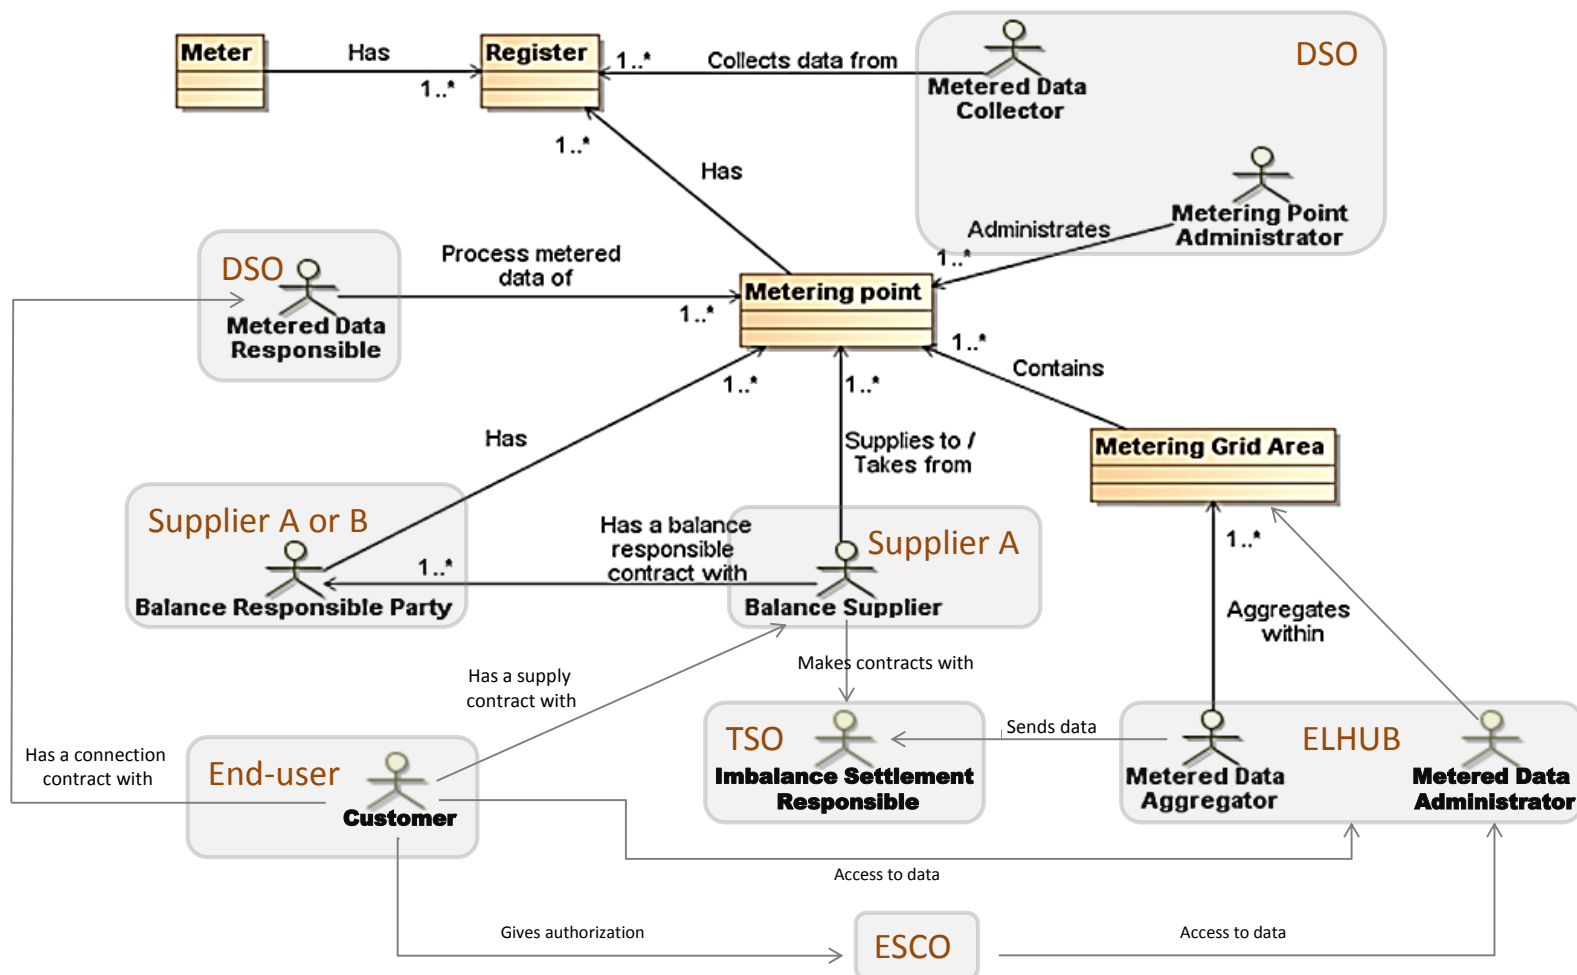 Meter
Has
1..*
Register
1..*
Collects data from
Metered Data
Collector
DSO
1..*
Has
Metering Point
Administrator
Administrates
1..*
DSO
Metered Data
Responsible
Process metered
data of
1..*
Metering point
1..*
Contains
1..*
1..*
Has
Supplies to /
Takes from
Metering Grid Area
Supplier A or B
Balance Responsible Party
1..*
Has a balance
responsible
contract with
Supplier A
Balance Supplier
1..*
Aggregates
within
Has a supply
contract with
Makes contracts with
Has a connection
contract with
End-user
Customer
TSO
Imbalance Settlement
Responsible
Sends data
ELHUB
Metered Data
Aggregator
Metered Data
Administrator
Access to data
Gives authorization
ESCO
Access to data